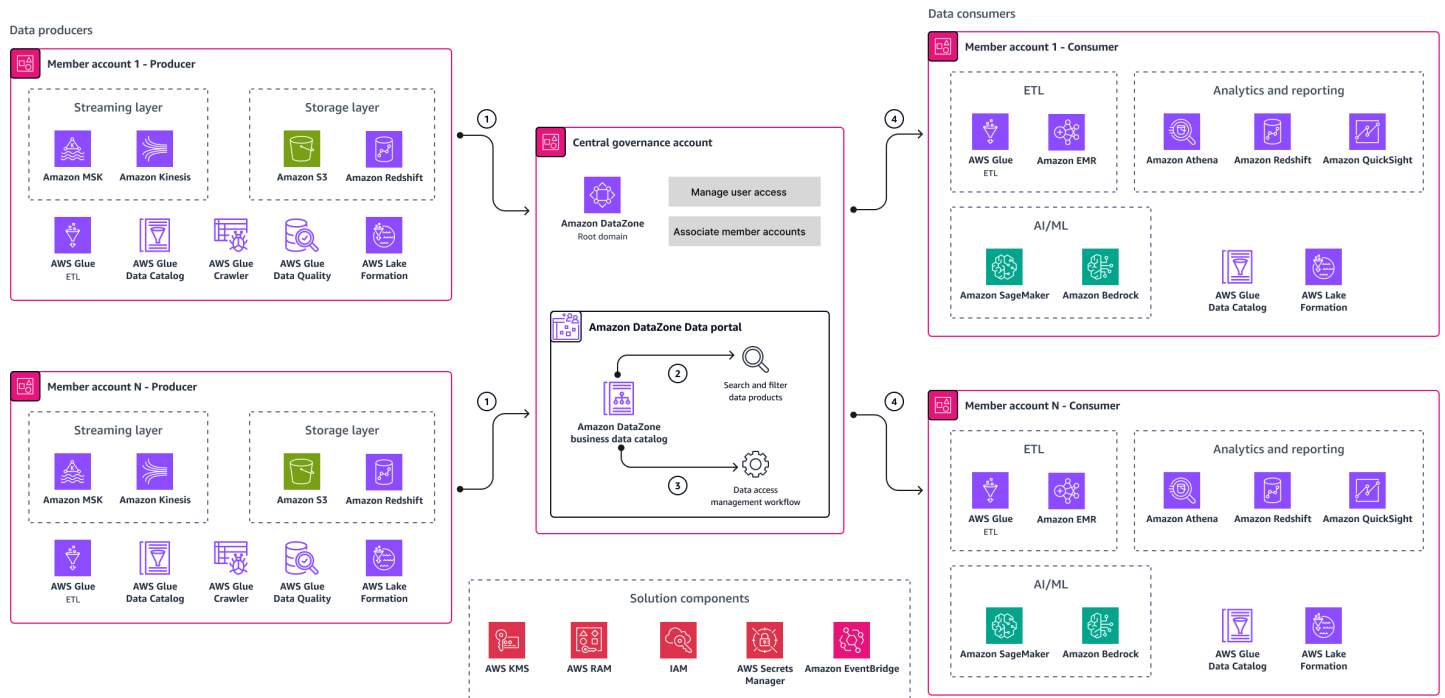 Data producers
Member account 1 - Producer
Streaming layer
Amazon MSK
Amazon Kinesis
Storage layer
Amazon S3
Amazon Redshift
AWS Glue
ETL
AWS Glue
Data Catalog
AWS Glue
Crawler
AWS Glue
Data Quality
AWS Lake
Formation
Member account N - Producer
Streaming layer
Amazon MSK
Amazon Kinesis
Storage layer
Amazon S3
Amazon Redshift
AWS Glue
ETL
AWS Glue
Data Catalog
AWS Glue
Crawler
AWS Glue
Data Quality
AWS Lake
Formation
1
1
Central governance account
Amazon DataZone
Root domain
Manage user access
Associate member accounts
Amazon DataZone Data portal
2
Search and filter
data products
Amazon DataZone
business data catalog
3
Data access
management workflow
Solution components
AWS KMS
AWS RAM
IAM
AWS Secrets
Manager
Amazon EventBridge
4
4
Data consumers
Member account 1 - Consumer
ETL
AWS Glue
ETL
Amazon EMR
Analytics and reporting
Amazon Athena
Amazon Redshift
Amazon QuickSight
AI/ML
Amazon SageMaker
Amazon Bedrock
AWS Glue
Data Catalog
AWS Lake
Formation
Member account N - Consumer
ETL
AWS Glue
ETL
Amazon EMR
Analytics and reporting
Amazon Athena
Amazon Redshift
Amazon QuickSight
AI/ML
Amazon SageMaker
Amazon Bedrock
AWS Glue
Data Catalog
AWS Lake
Formation